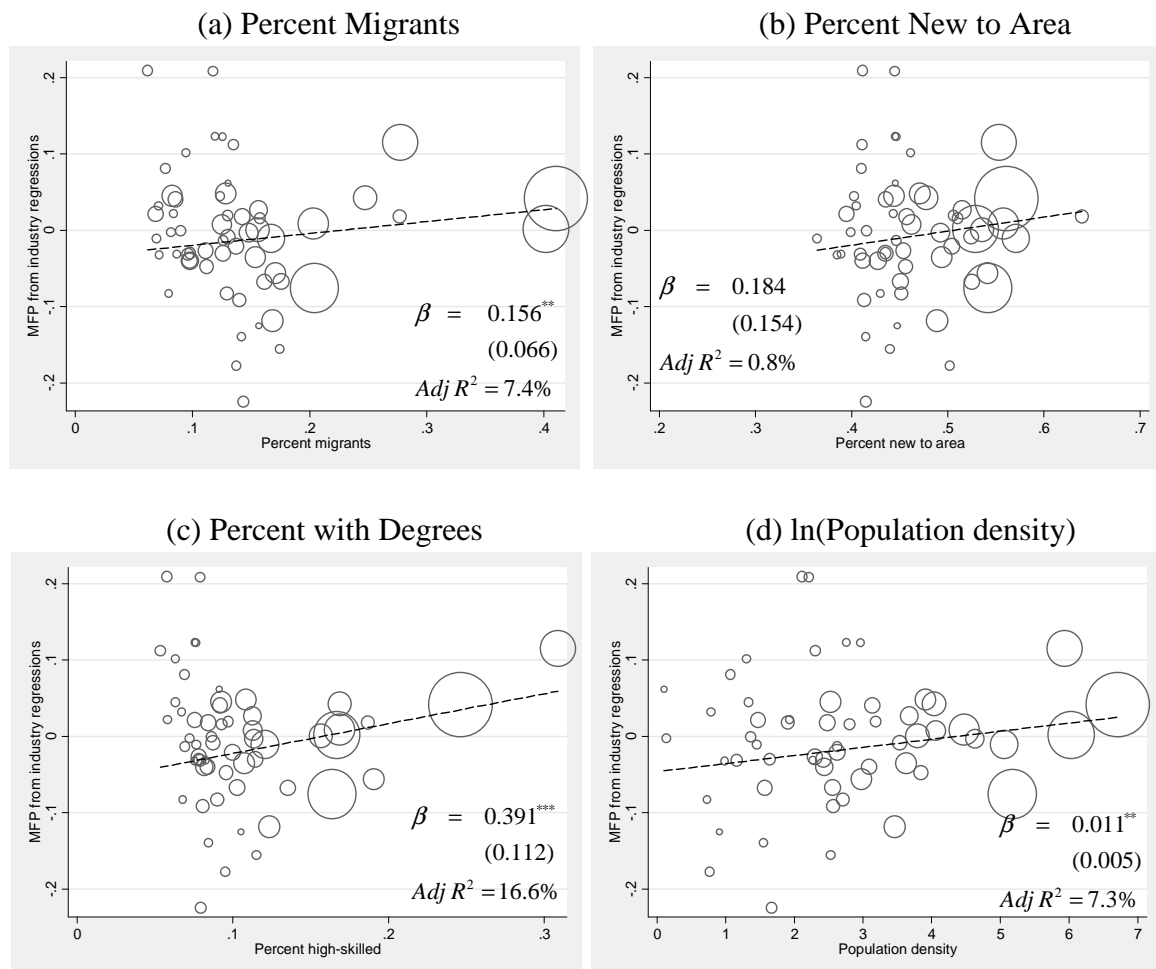 (a) Percent Migrants
(b) Percent New to Area
MFP from industry regressions
.2
.1
0
-.1
-.2
β = 0.156**
(0.066)
Adj R² = 7.4%
0 .1 .2 .3 .4
Percent migrants
MFP from industry regressions
.2
.1
0
-.1
-.2
β = 0.184
(0.154)
Adj R² = 0.8%
.2 .3 .4 .5 .6 .7
Percent new to area
(c) Percent with Degrees
(d) ln(Population density)
MFP from industry regressions
.2
.1
0
-.1
-.2
β = 0.391***
(0.112)
Adj R² = 16.6%
0 .1 .2 .3
Percent high-skilled
MFP from industry regressions
.2
.1
0
-.1
-.2
β = 0.011**
(0.005)
Adj R² = 7.3%
0 1 2 3 4 5 6 7
Population density